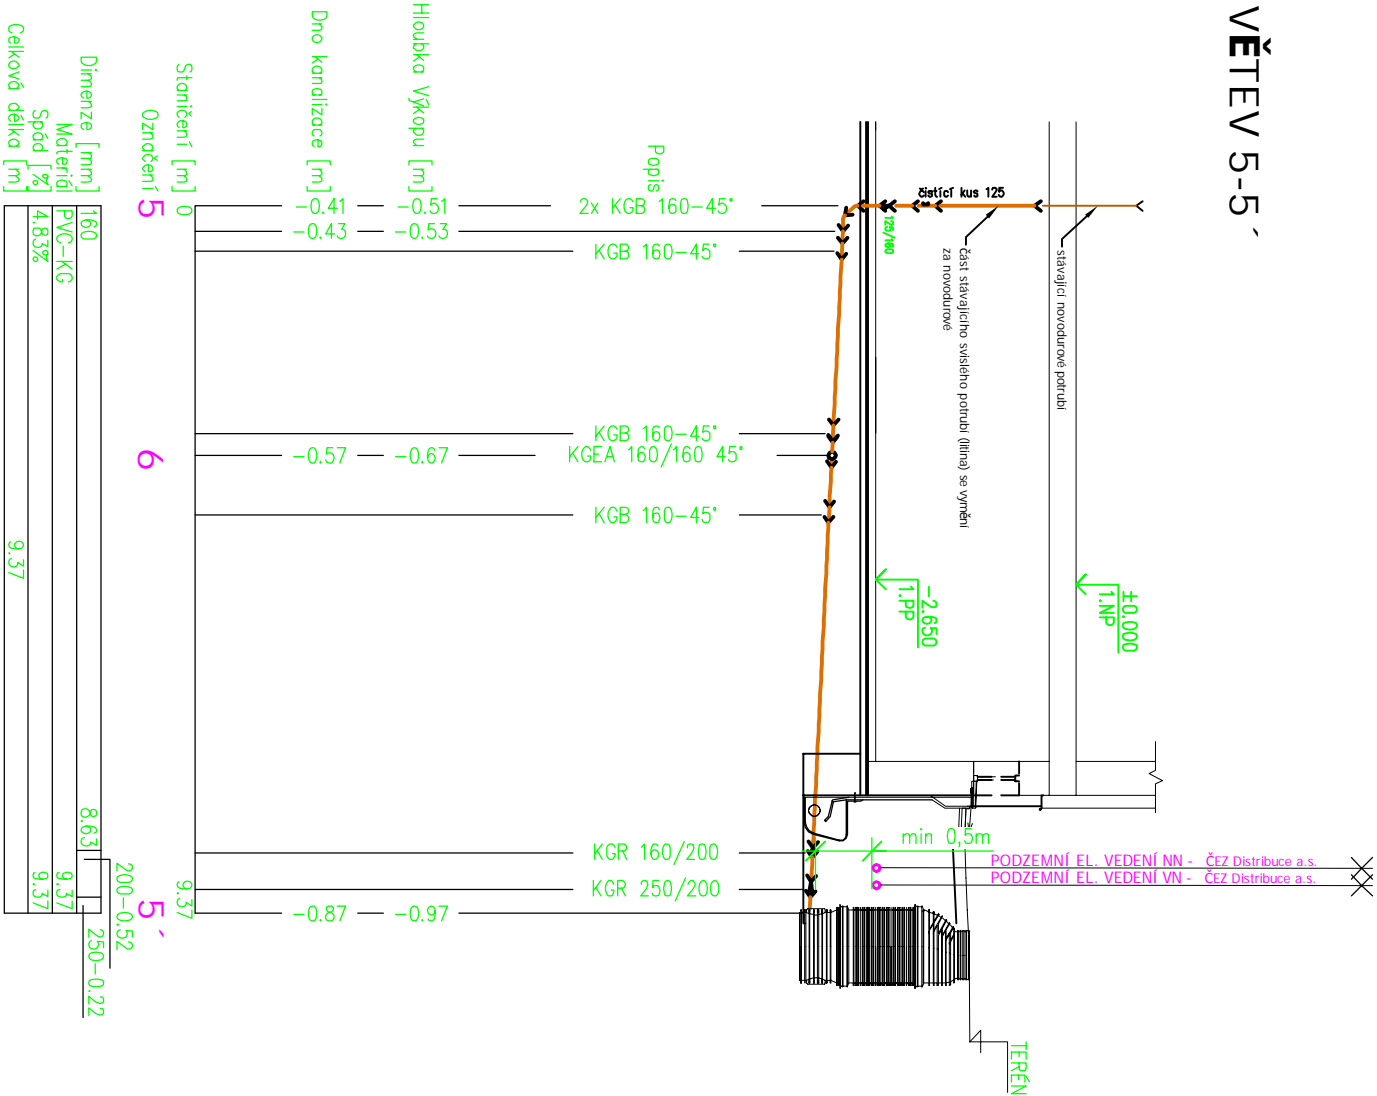 VĚTEV 5-5´
stávající novodurové potrubí
část stávajícího svislého potrubí (litina) se vymění
za novodurové
čistící kus 125
125/160
±0.000
1.NP
-2.650
1.PP
min 0,5m
PODZEMNÍ EL. VEDENÍ NN - ČEZ Distribuce a.s.
PODZEMNÍ EL. VEDENÍ VN - ČEZ Distribuce a.s.
TERÉN
Popis
2x KGB 160-45°
KGB 160-45°
KGB 160-45°
KGEA 160/160 45°
KGB 160-45°
KGR 160/200
KGR 250/200
Hloubka Výkopu [m]
-0.51
-0.53
-0.67
-0.97
Dno kanalizace [m]
-0.41
-0.43
-0.57
-0.87
Staničení [m]
0
9.37
Označení
5
6
5´
Dimenze [mm]
160
8.63
200-0.52
250-0.22
Materiál
PVC-KG
9.37
Spád [%]
4.83%
9.37
Celková délka [m]
9.37